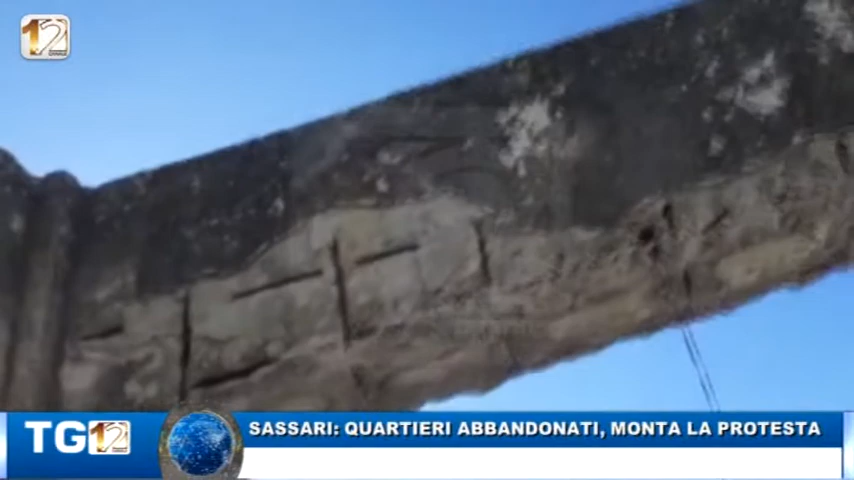 12
TG12
SASSARI: QUARTIERI ABBANDONATI, MONTA LA PROTESTA